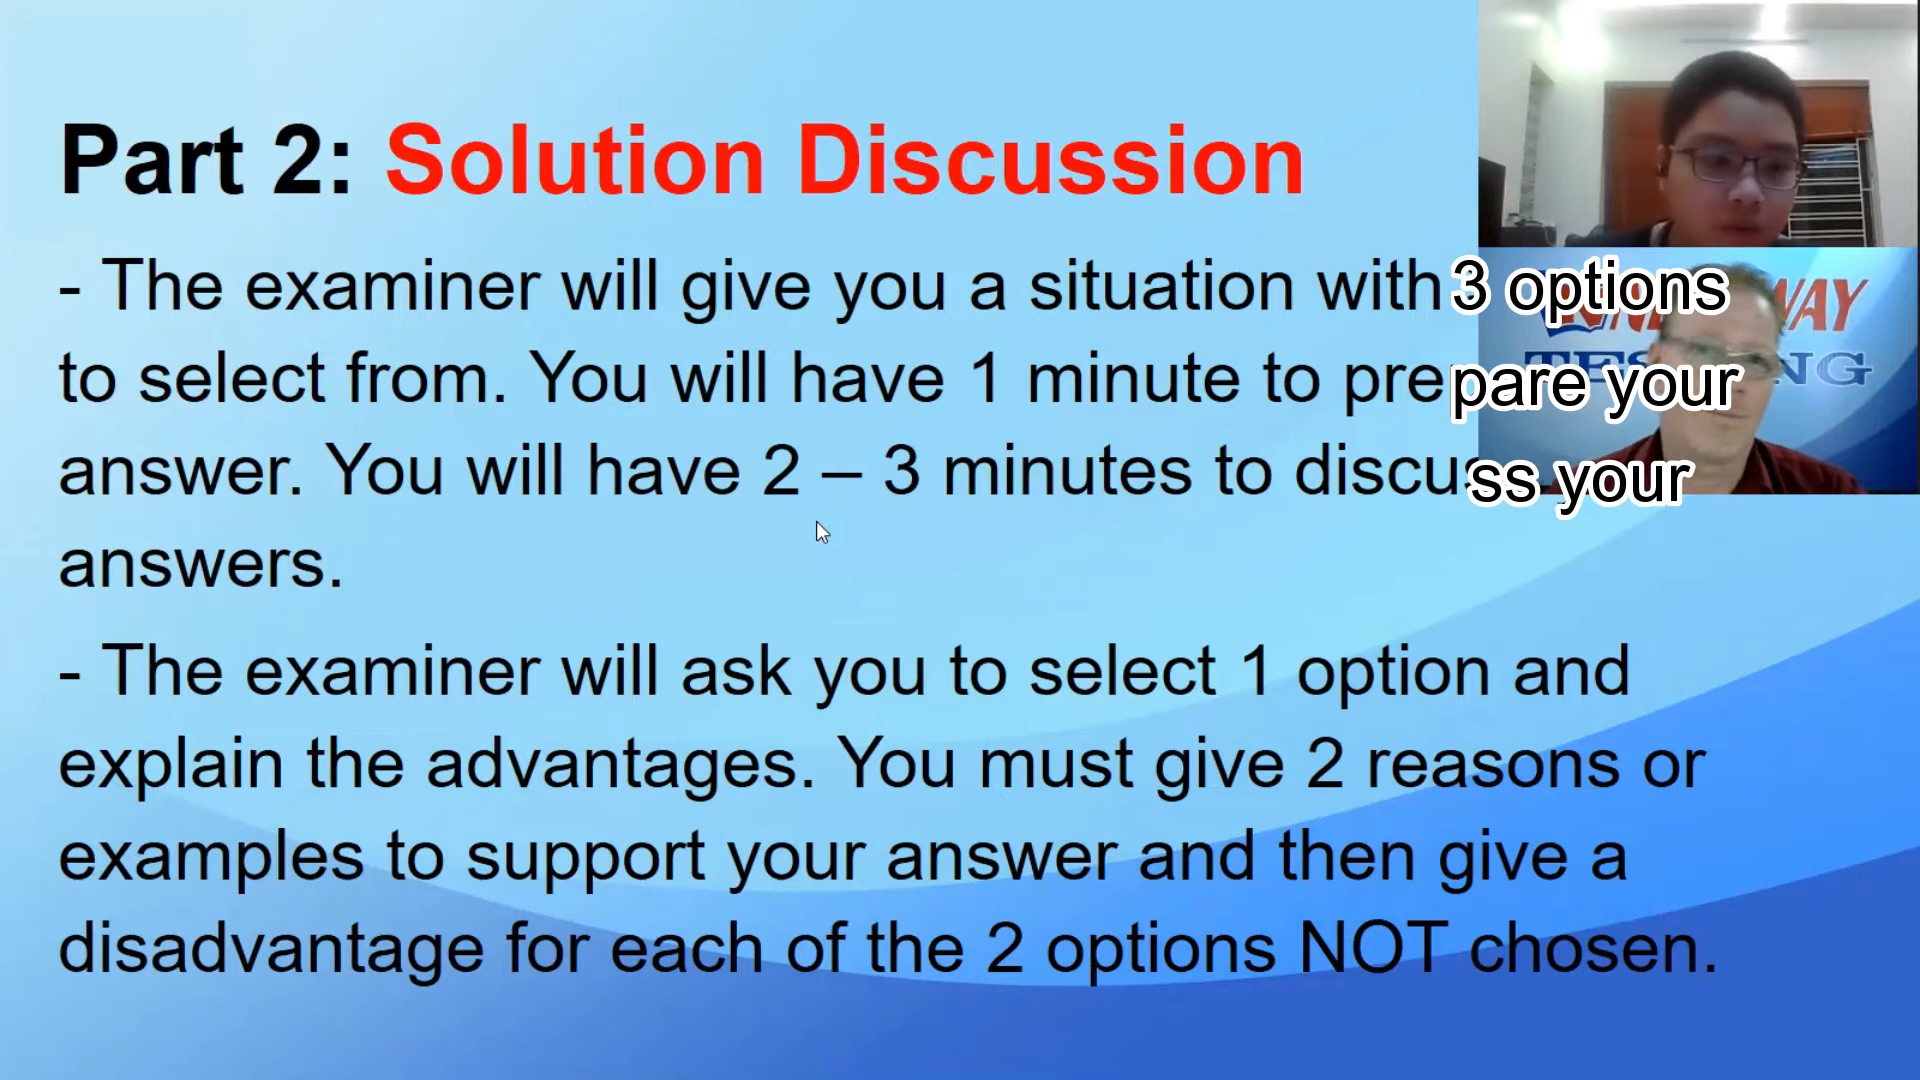 Part 2: Solution Discussion
- The examiner will give you a situation with 3 options
to select from. You will have 1 minute to prepare your
answer. You will have 2 – 3 minutes to discuss your
answers.
- The examiner will ask you to select 1 option and
explain the advantages. You must give 2 reasons or
examples to support your answer and then give a
disadvantage for each of the 2 options NOT chosen.